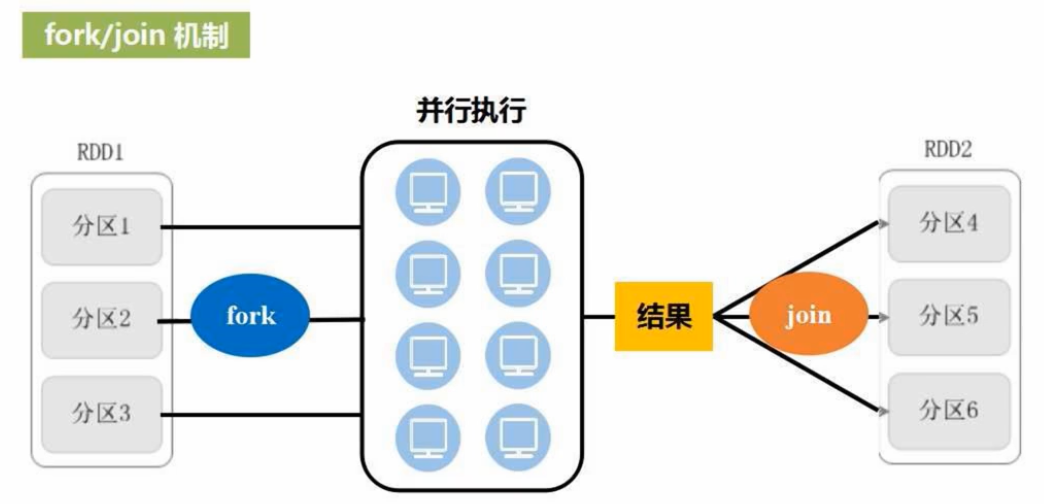 fork/join 机制
并行执行
RDD1
分区1
分区2
分区3
fork
结果
join
RDD2
分区4
分区5
分区6